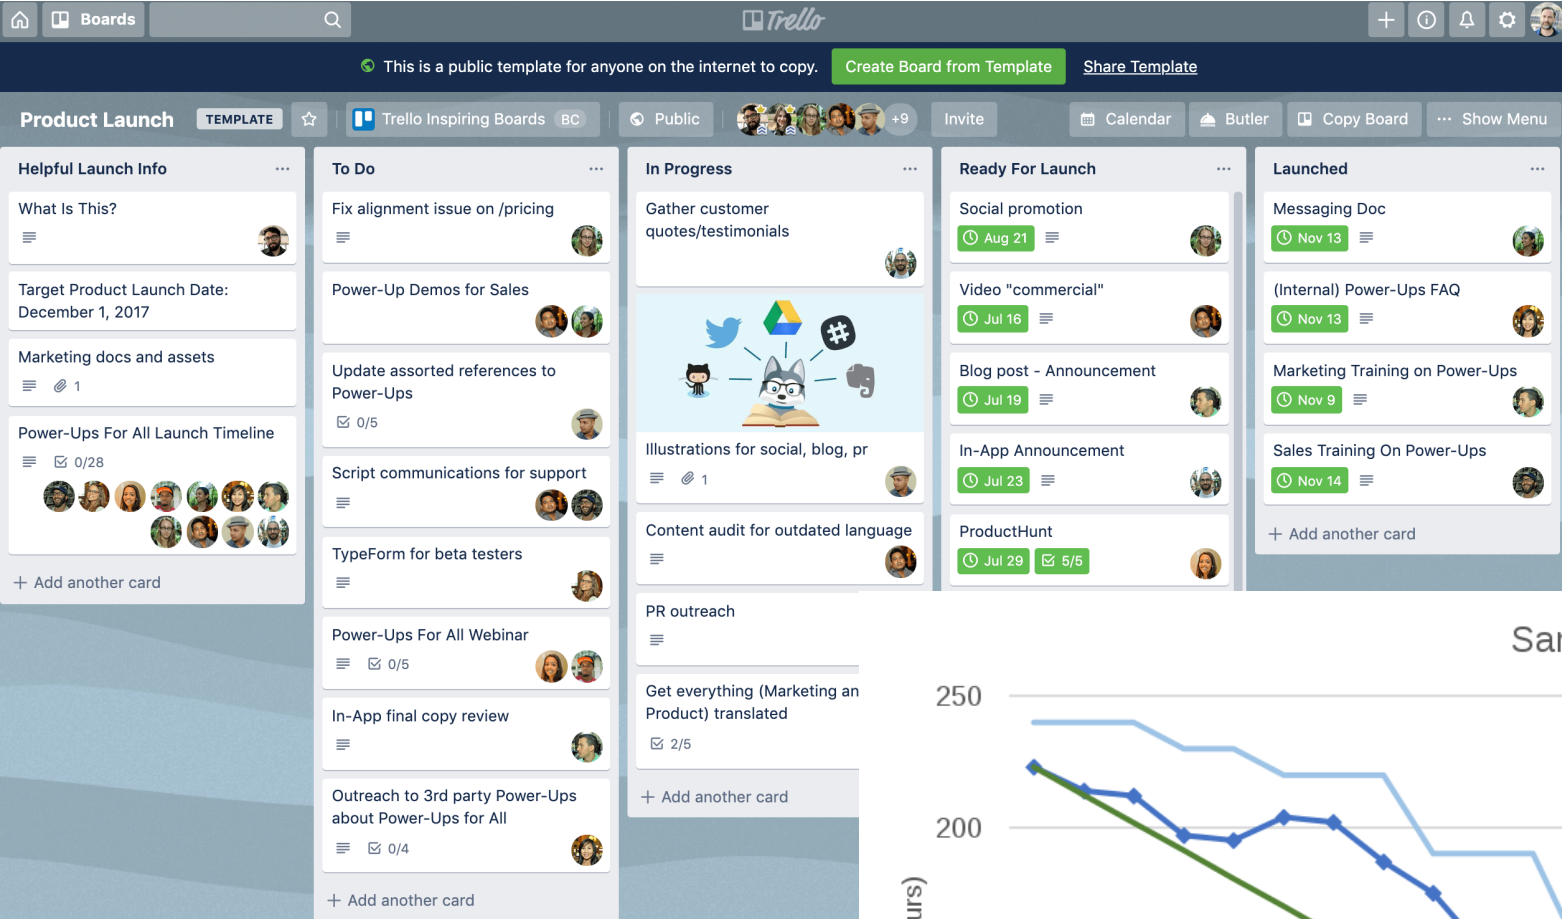 Boards
Trello
This is a public template for anyone on the internet to copy.
Create Board from Template
Share Template
Product Launch
TEMPLATE
Trello Inspiring Boards BC
Public
+9
Invite
Calendar
Butler
Copy Board
Show Menu
Helpful Launch Info
What Is This?
Target Product Launch Date:
December 1, 2017
Marketing docs and assets
1
Power-Ups For All Launch Timeline
0/28
+ Add another card
To Do
Fix alignment issue on /pricing
Power-Up Demos for Sales
Update assorted references to
Power-Ups
0/5
Script communications for support
TypeForm for beta testers
Power-Ups For All Webinar
0/5
In-App final copy review
Outreach to 3rd party Power-Ups
about Power-Ups for All
0/4
+ Add another card
In Progress
Gather customer
quotes/testimonials
Illustrations for social, blog, pr
1
Content audit for outdated language
PR outreach
Get everything (Marketing an
Product) translated
2/5
+ Add another card
Ready For Launch
Social promotion
Aug 21
Video "commercial"
Jul 16
Blog post - Announcement
Jul 19
In-App Announcement
Jul 23
ProductHunt
Jul 29
5/5
Launched
Messaging Doc
Nov 13
(Internal) Power-Ups FAQ
Nov 13
Marketing Training on Power-Ups
Nov 9
Sales Training On Power-Ups
Nov 14
+ Add another card
Sar
250
200
urs)